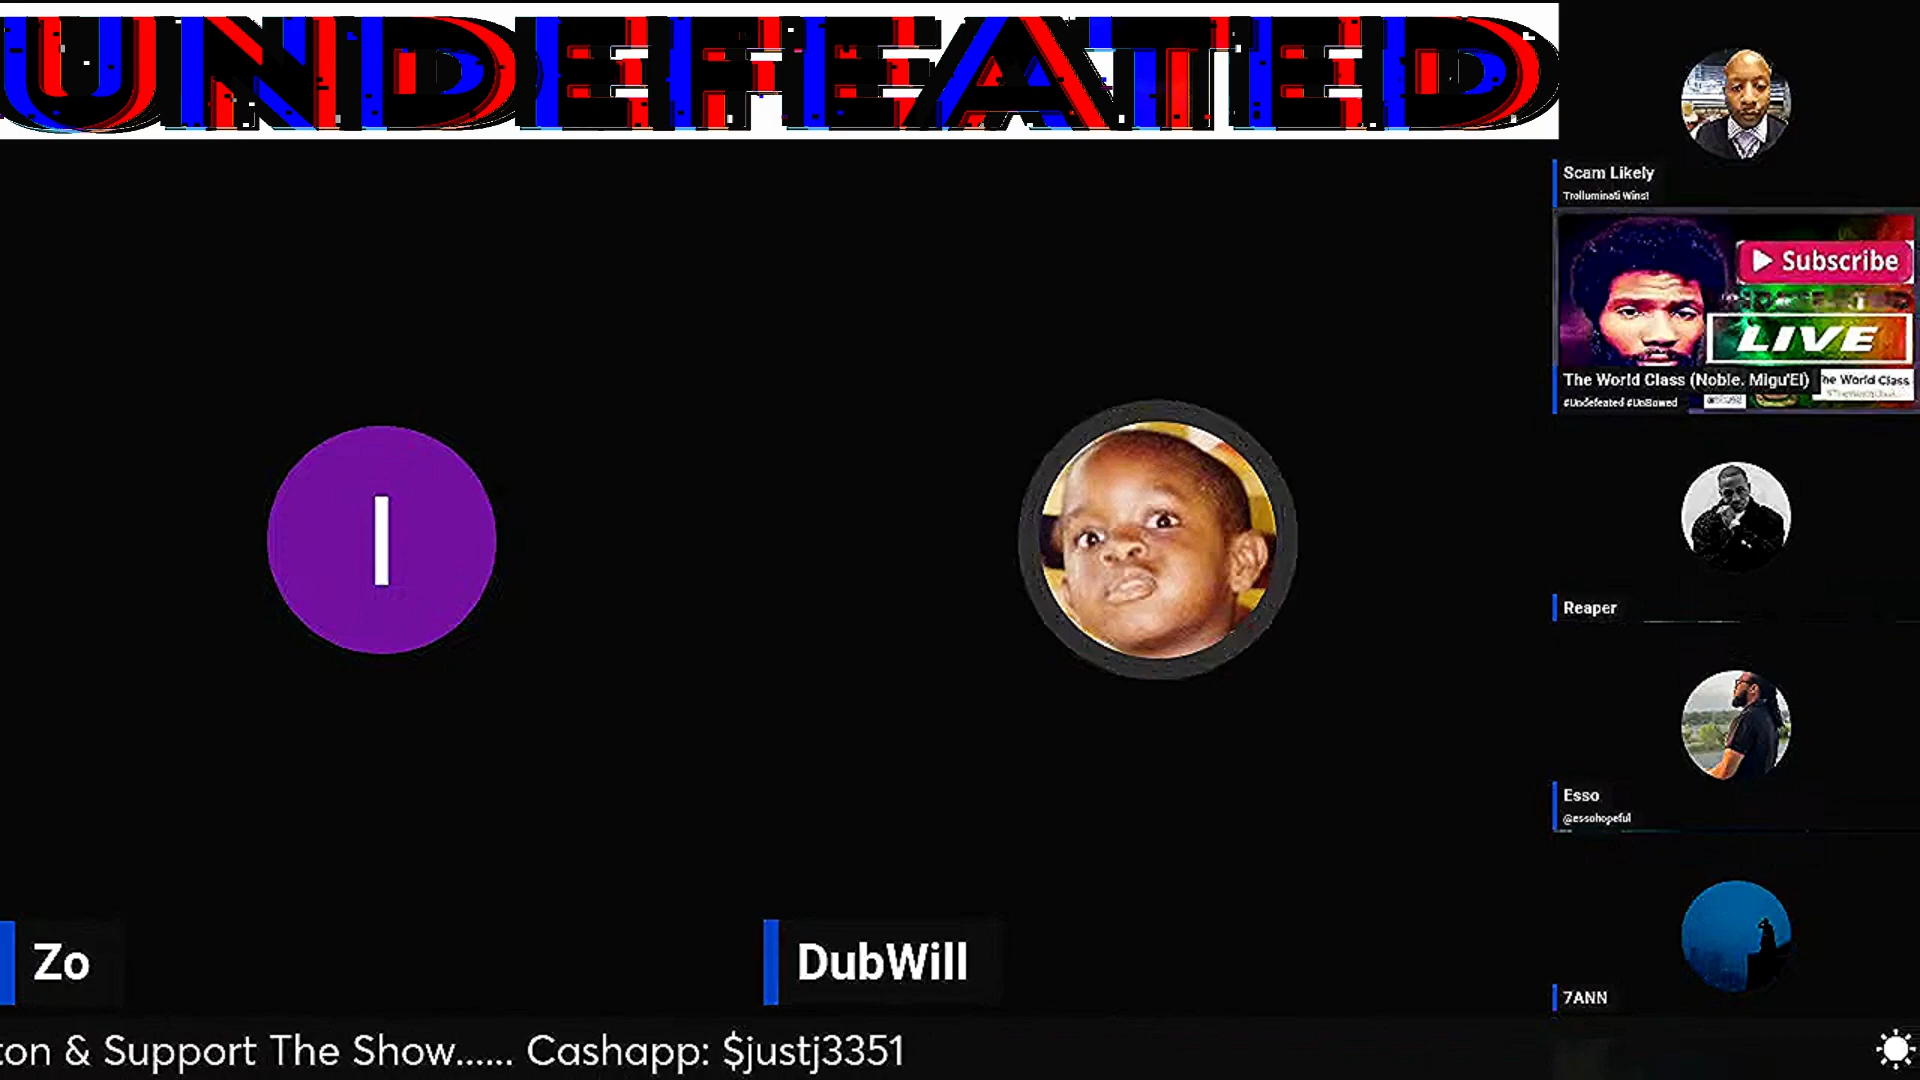 UNDEFEATED
Scam Likely
Trolluminati Wins!
Subscribe
LIVE
The World Class (Noble. Migu'El)
he World Class
#Undefeated #UnBowed
I
Reaper
Esso
@essohopeful
Zo
DubWill
7ANN
ton & Support The Show...... Cashapp: $justj3351